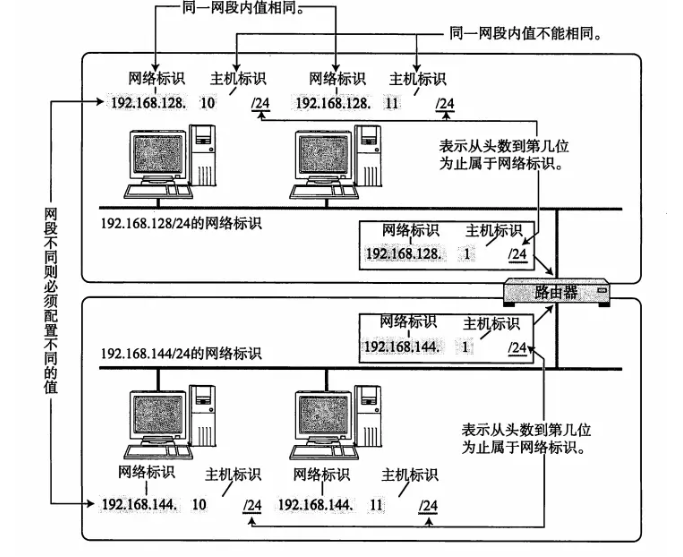 同一网段内值相同。
同一网段内值不能相同。
网络标识 主机标识 网络标识 主机标识
192.168.128. 10 /24 192.168.128. 11 /24
表示从头数到第几位
为止属于网络标识。
192.168.128/24的网络标识
网络标识 主机标识
192.168.128. 1 /24
路由器
网段不同则必须配置不同的值
网络标识 主机标识
192.168.144. 1 /24
192.168.144/24的网络标识
表示从头数到第几位
为止属于网络标识。
网络标识 主机标识 网络标识 主机标识
192.168.144. 10 /24 192.168.144. 11 /24